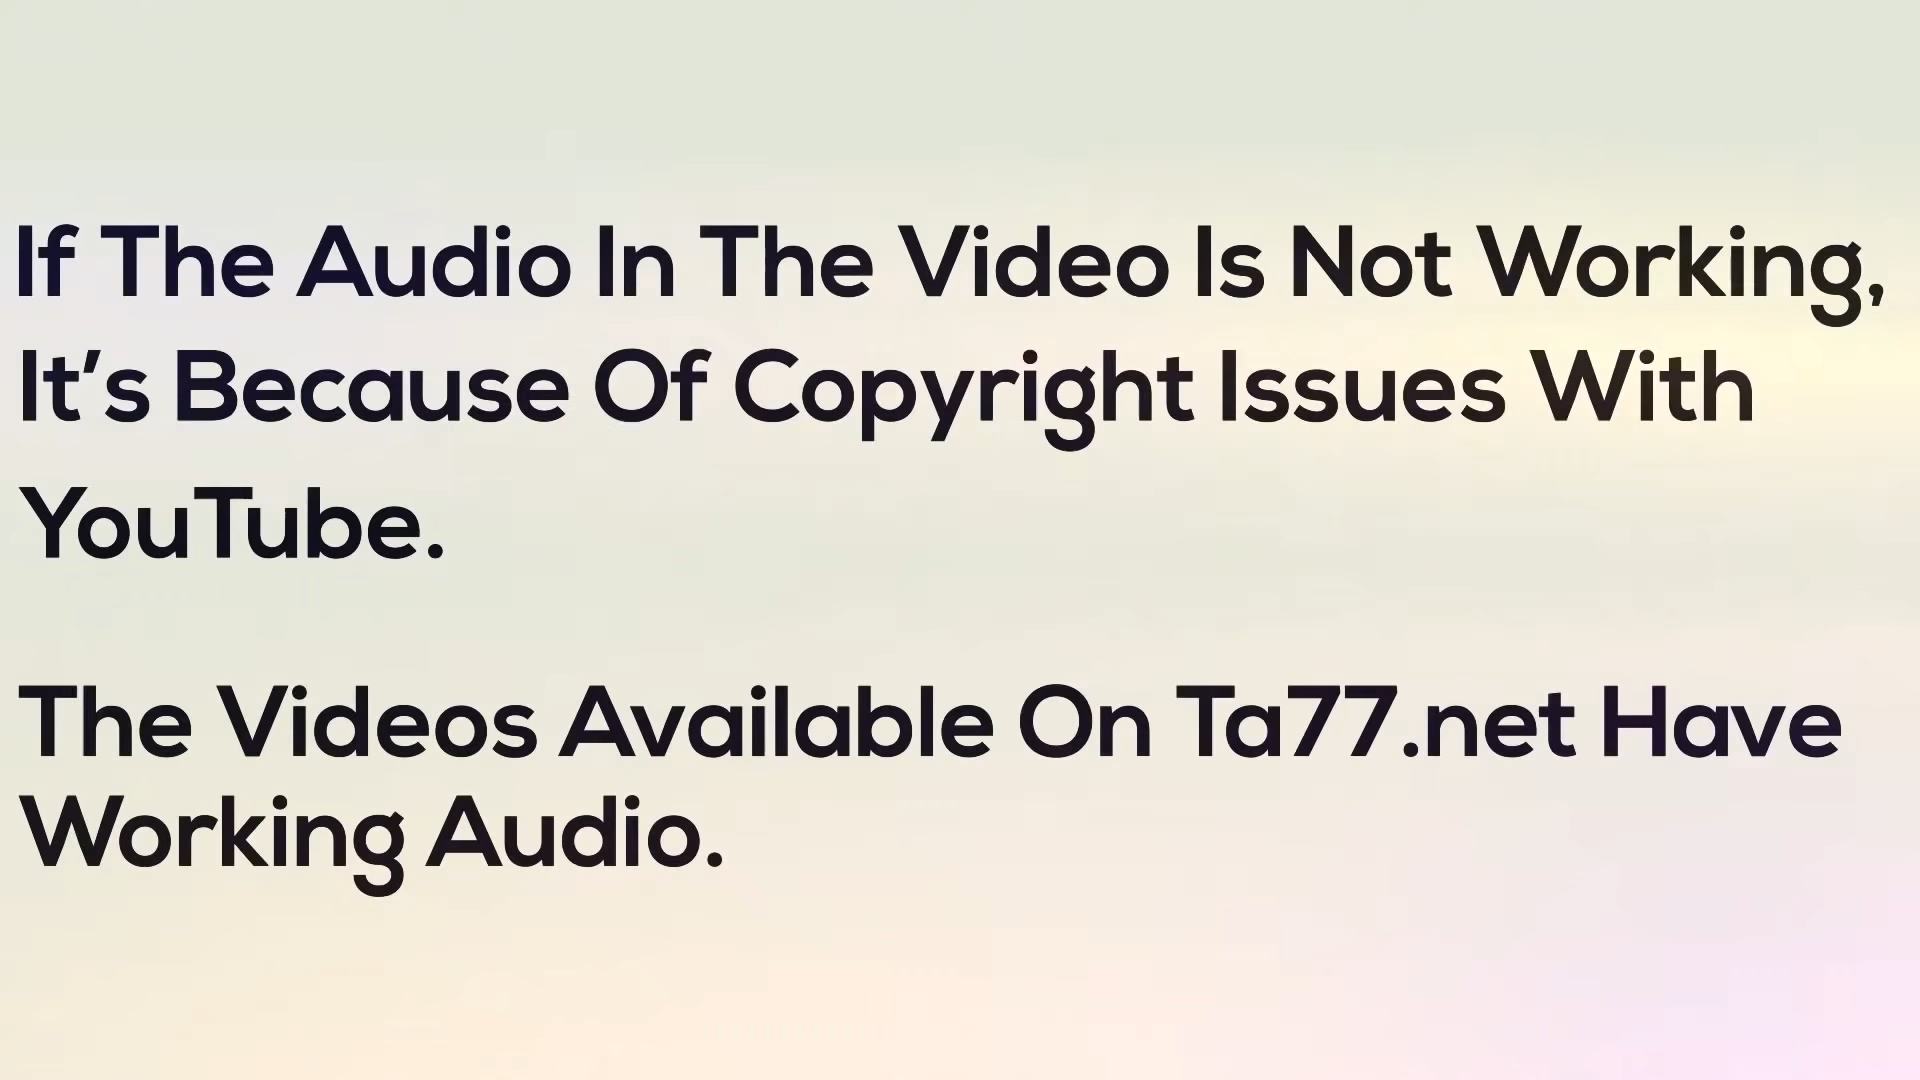 If The Audio In The Video Is Not Working,
It’s Because Of Copyright Issues With
YouTube.
The Videos Available On Ta77.net Have
Working Audio.